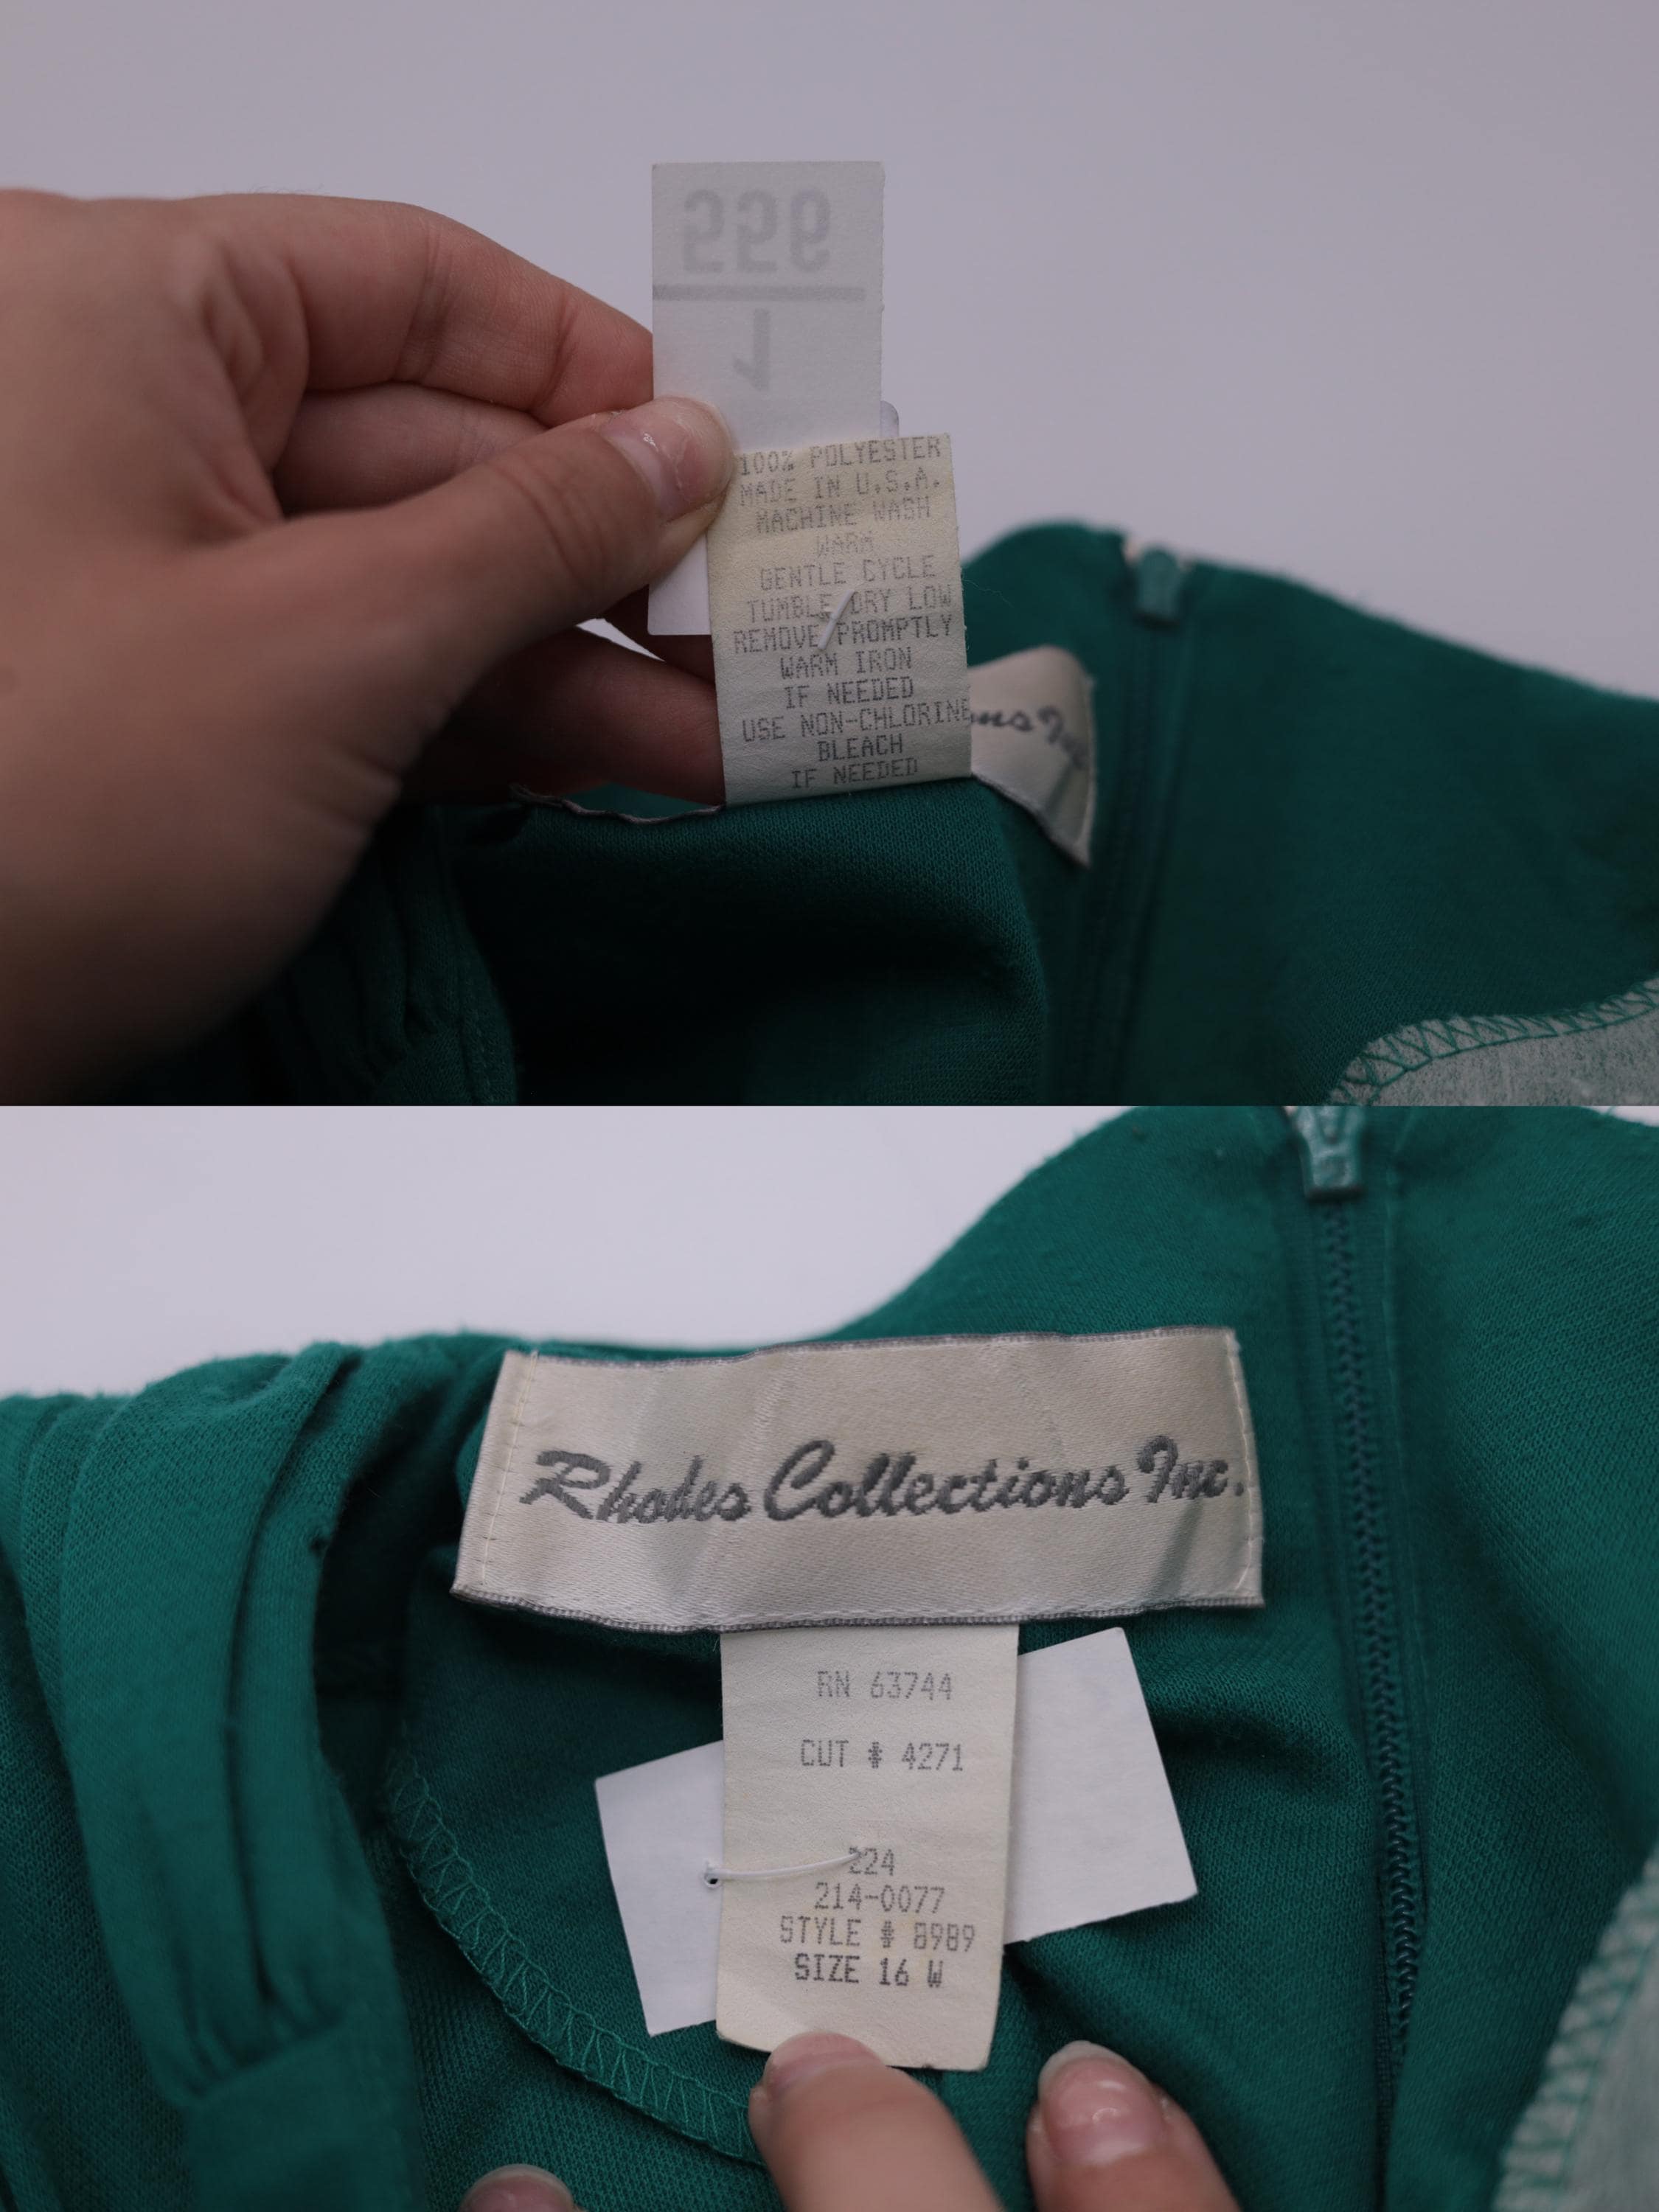 100% POLYESTER
MADE IN U.S.A.
MACHINE WASH
WARM
GENTLE CYCLE
TUMBLE DRY LOW
REMOVE PROMPTLY
WARM IRON
IF NEEDED
USE NON-CHLORINE
BLEACH
IF NEEDED
Rhodes Collections Inc.
RN 63744
CUT # 4271
224
214-0077
STYLE # 8989
SIZE 16 W